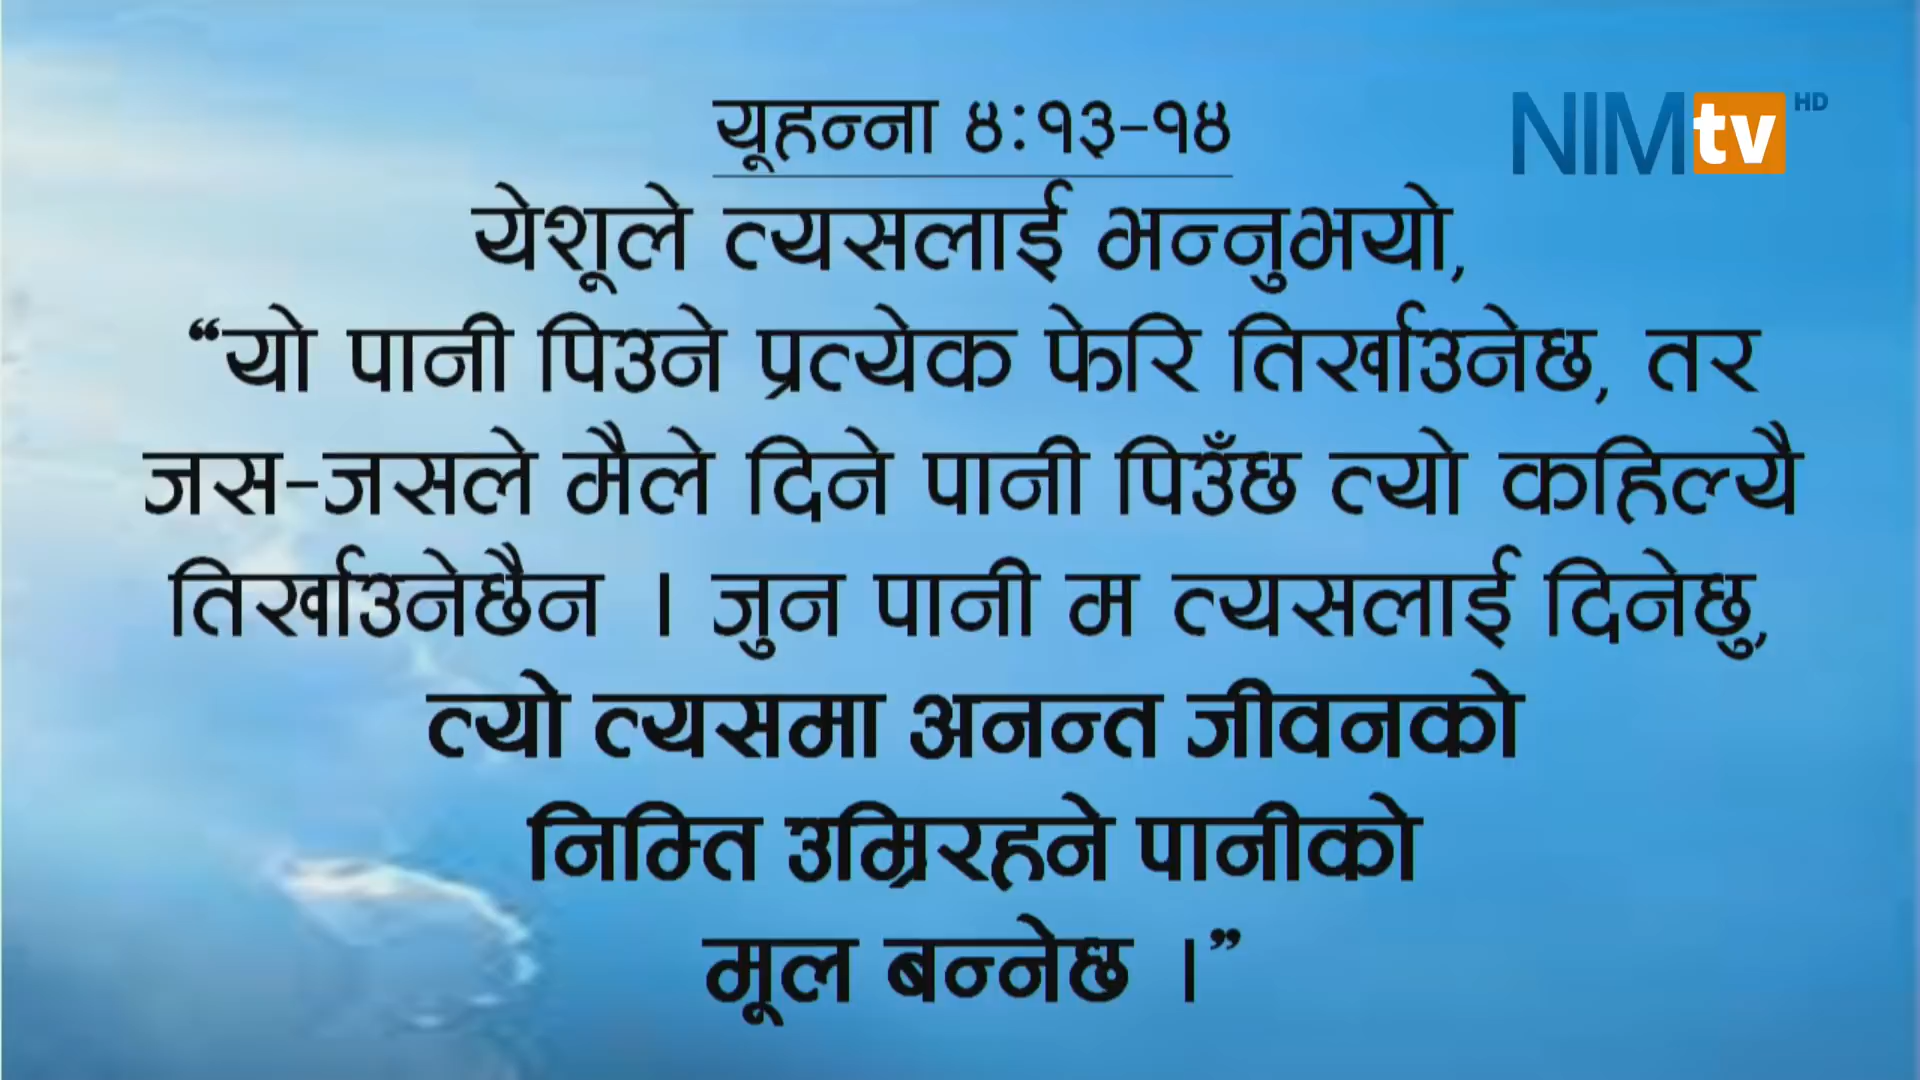 यूहन्ना ४:१३-१४
NIMtv HD
येशूले त्यसलाई भन्नुभयो,
“यो पानी पिउने प्रत्येक फेरि तिर्खाउनेछ, तर
जस-जसले मैले दिने पानी पिउँछ त्यो कहिल्यै
तिर्खाउनेछैन । जुन पानी म त्यसलाई दिनेछु,
त्यो त्यसमा अनन्त जीवनको
निम्ति उम्रिरहने पानीको
मूल बन्नेछ ।”